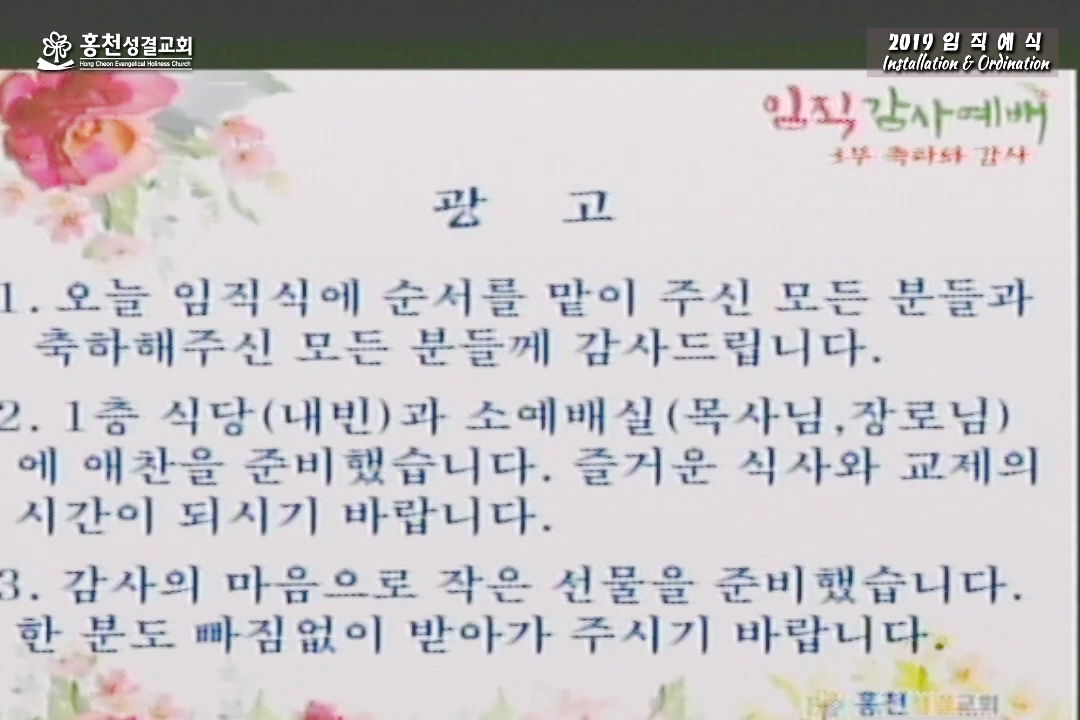 홍천성결교회
Hong Cheon Evangelical Holiness Church
2019 임 직 예 식
Installation & Ordination
임직감사예배
3부 축하와 감사
광 고
1. 오늘 임직식에 순서를 맡이 주신 모든 분들과
축하해주신 모든 분들께 감사드립니다.
2. 1층 식당(내빈)과 소예배실(목사님,장로님)
에 애찬을 준비했습니다. 즐거운 식사와 교제의
시간이 되시기 바랍니다.
3. 감사의 마음으로 작은 선물을 준비했습니다.
한 분도 빠짐없이 받아가 주시기 바랍니다.
홍천성결교회